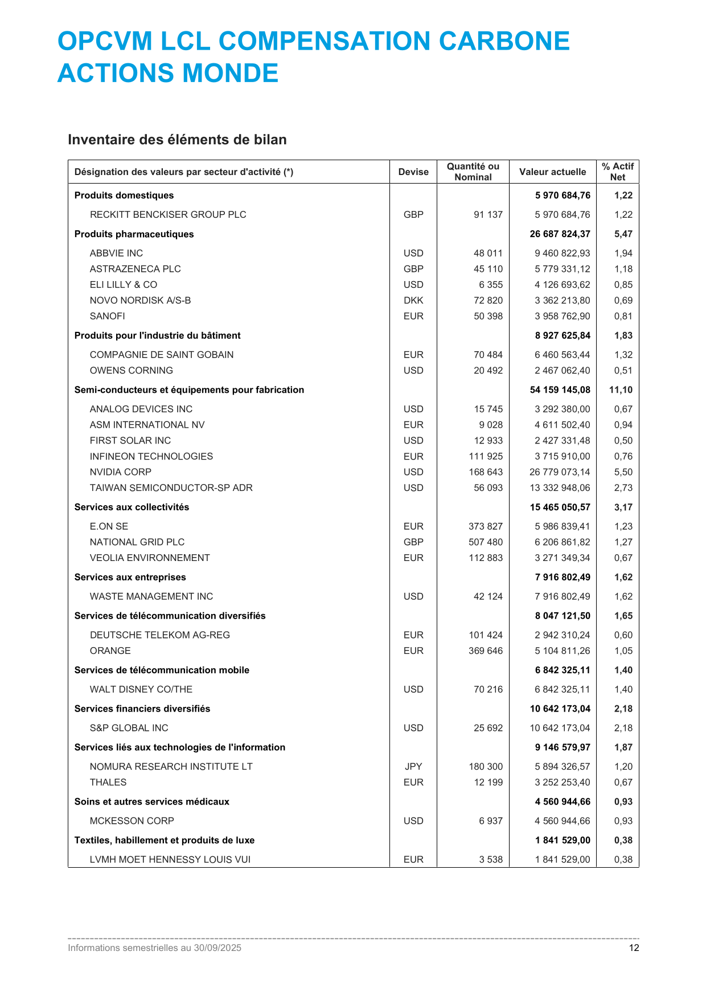 OPCVM LCL COMPENSATION CARBONE
ACTIONS MONDE
Inventaire des éléments de bilan
Désignation des valeurs par secteur d'activité (*) Devise Quantité ou Nominal Valeur actuelle % Actif Net
Produits domestiques 5 970 684,76 1,22
RECKITT BENCKISER GROUP PLC GBP 91 137 5 970 684,76 1,22
Produits pharmaceutiques 26 687 824,37 5,47
ABBVIE INC USD 48 011 9 460 822,93 1,94
ASTRAZENECA PLC GBP 45 110 5 779 331,12 1,18
ELI LILLY & CO USD 6 355 4 126 693,62 0,85
NOVO NORDISK A/S-B DKK 72 820 3 362 213,80 0,69
SANOFI EUR 50 398 3 958 762,90 0,81
Produits pour l'industrie du bâtiment 8 927 625,84 1,83
COMPAGNIE DE SAINT GOBAIN EUR 70 484 6 460 563,44 1,32
OWENS CORNING USD 20 492 2 467 062,40 0,51
Semi-conducteurs et équipements pour fabrication 54 159 145,08 11,10
ANALOG DEVICES INC USD 15 745 3 292 380,00 0,67
ASM INTERNATIONAL NV EUR 9 028 4 611 502,40 0,94
FIRST SOLAR INC USD 12 933 2 427 331,48 0,50
INFINEON TECHNOLOGIES EUR 111 925 3 715 910,00 0,76
NVIDIA CORP USD 168 643 26 779 073,14 5,50
TAIWAN SEMICONDUCTOR-SP ADR USD 56 093 13 332 948,06 2,73
Services aux collectivités 15 465 050,57 3,17
E.ON SE EUR 373 827 5 986 839,41 1,23
NATIONAL GRID PLC GBP 507 480 6 206 861,82 1,27
VEOLIA ENVIRONNEMENT EUR 112 883 3 271 349,34 0,67
Services aux entreprises 7 916 802,49 1,62
WASTE MANAGEMENT INC USD 42 124 7 916 802,49 1,62
Services de télécommunication diversifiés 8 047 121,50 1,65
DEUTSCHE TELEKOM AG-REG EUR 101 424 2 942 310,24 0,60
ORANGE EUR 369 646 5 104 811,26 1,05
Services de télécommunication mobile 6 842 325,11 1,40
WALT DISNEY CO/THE USD 70 216 6 842 325,11 1,40
Services financiers diversifiés 10 642 173,04 2,18
S&P GLOBAL INC USD 25 692 10 642 173,04 2,18
Services liés aux technologies de l'information 9 146 579,97 1,87
NOMURA RESEARCH INSTITUTE LT JPY 180 300 5 894 326,57 1,20
THALES EUR 12 199 3 252 253,40 0,67
Soins et autres services médicaux 4 560 944,66 0,93
MCKESSON CORP USD 6 937 4 560 944,66 0,93
Textiles, habillement et produits de luxe 1 841 529,00 0,38
LVMH MOET HENNESSY LOUIS VUI EUR 3 538 1 841 529,00 0,38
Informations semestrielles au 30/09/2025 12